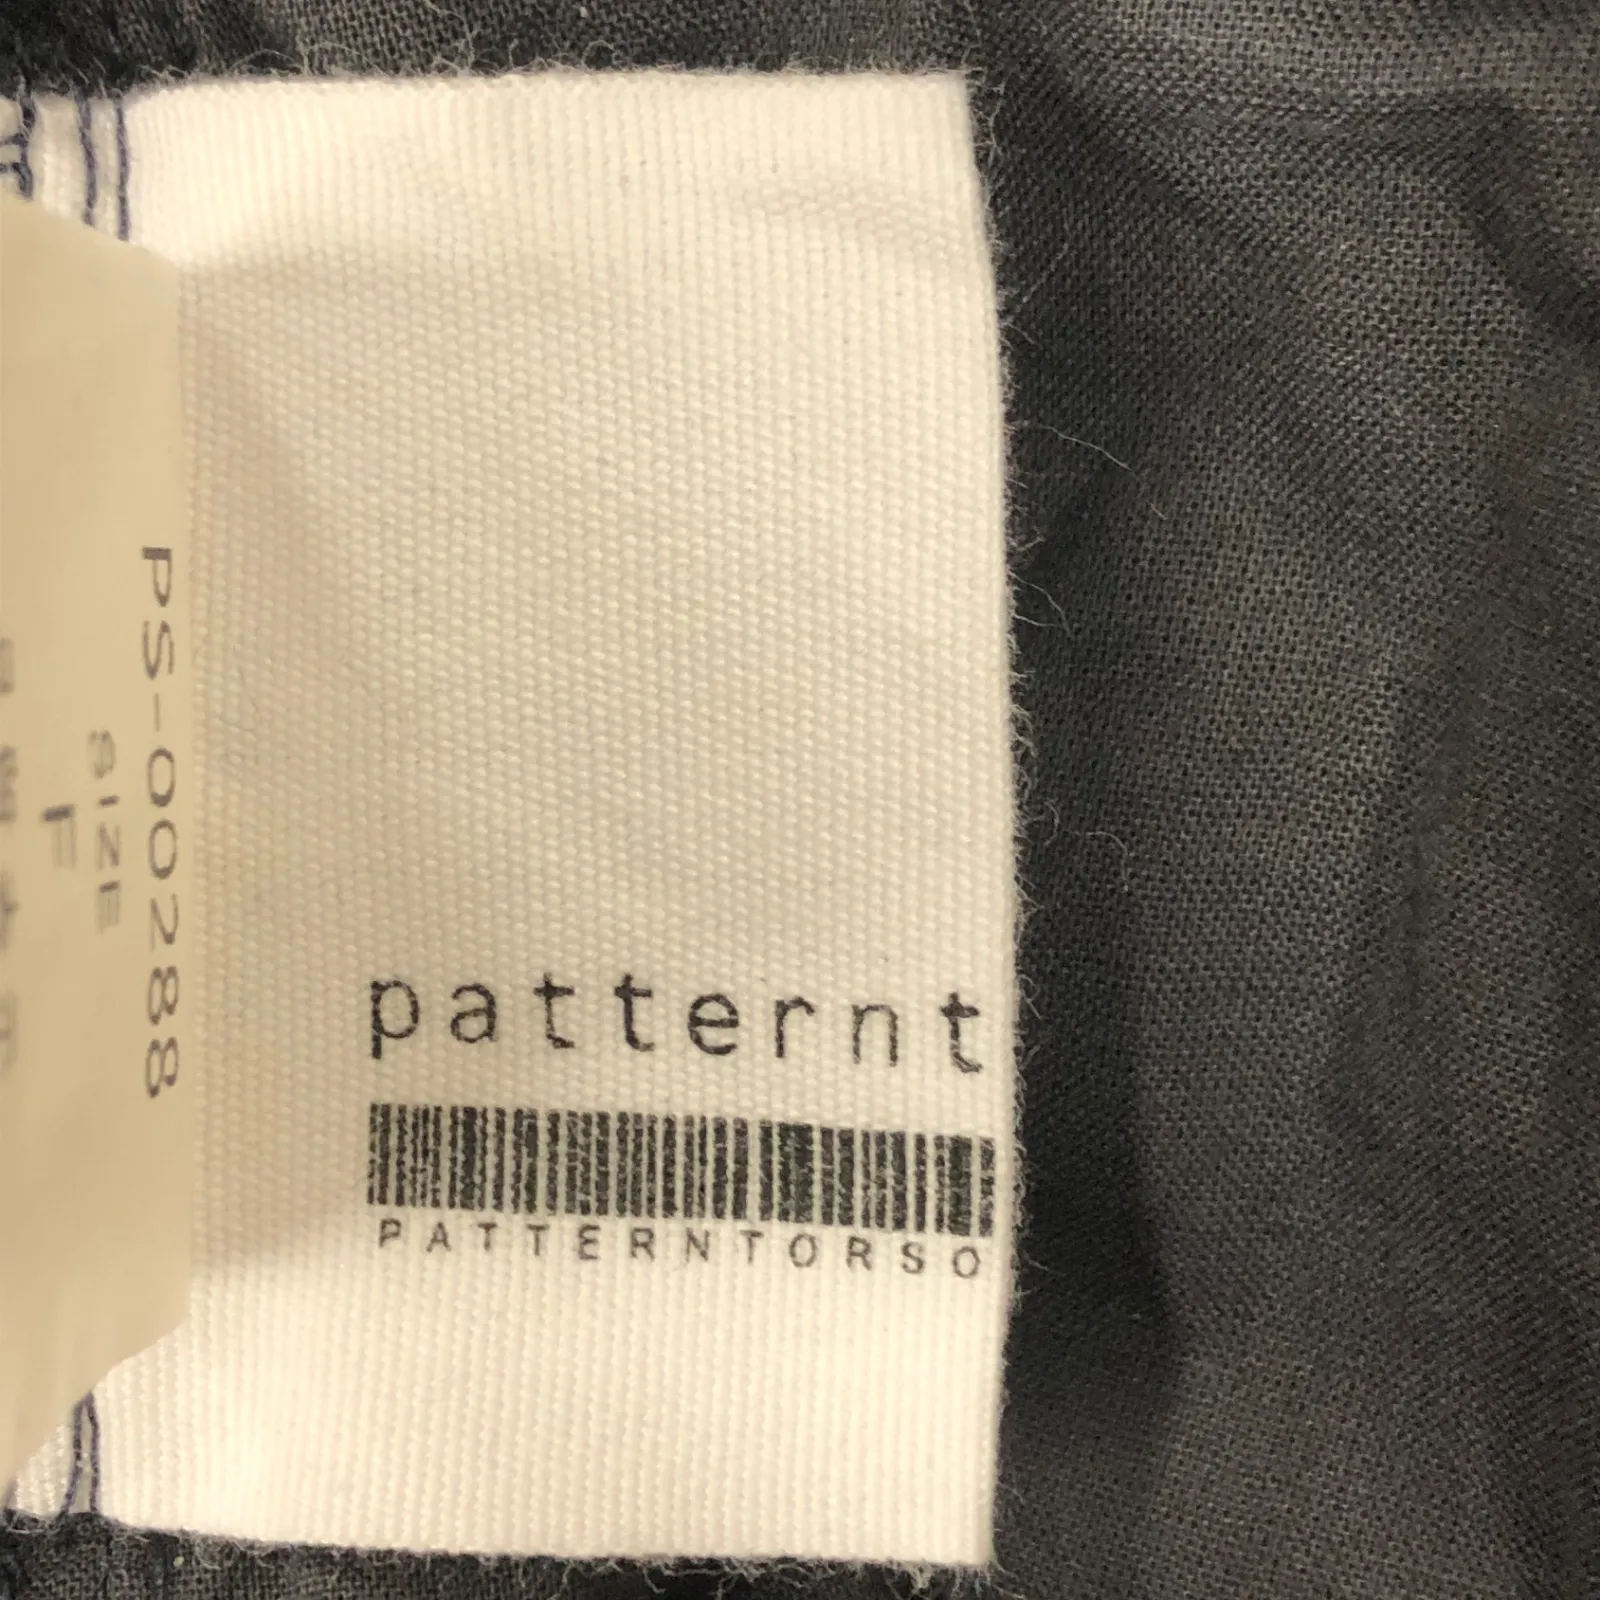 patternt
PATTERNTORSO
PS-00288
SIZE
F